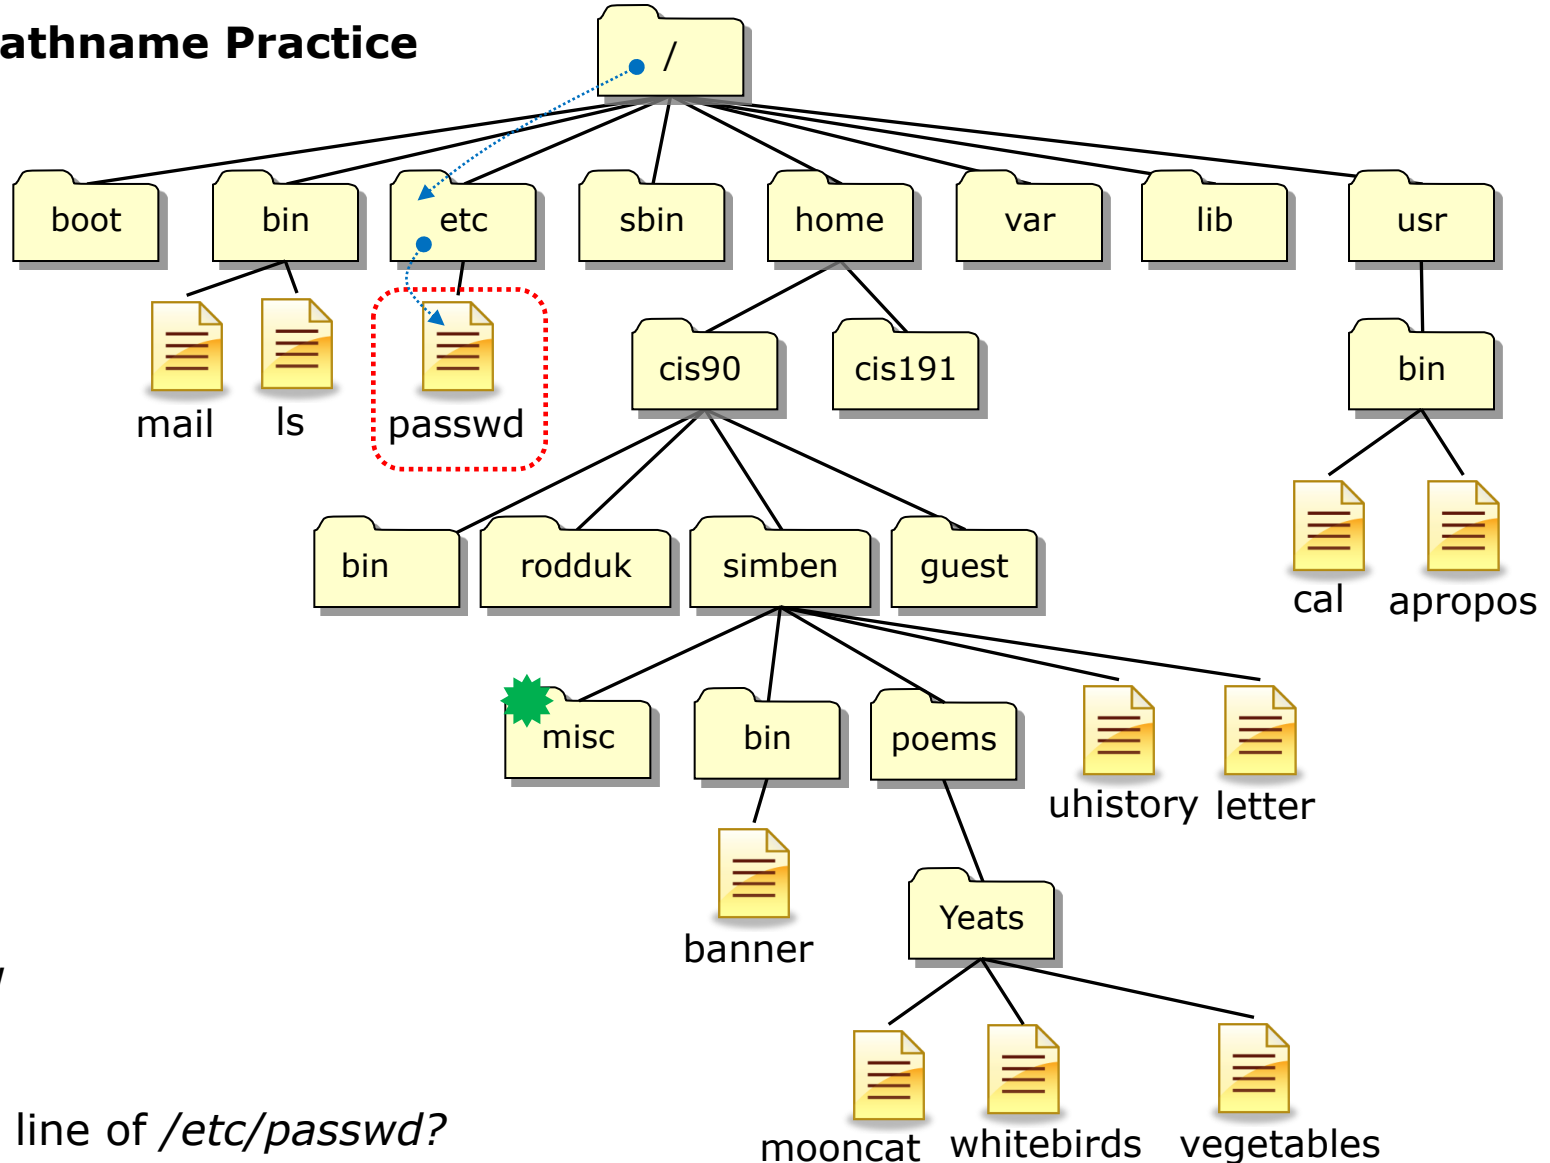 athname Practice
/
boot bin etc sbin home var lib usr
mail ls passwd cis90 cis191 bin
bin rodduk simben guest cal apropos
misc bin poems
uhistory letter
banner Yeats
line of /etc/passwd?
mooncat whitebirds vegetables